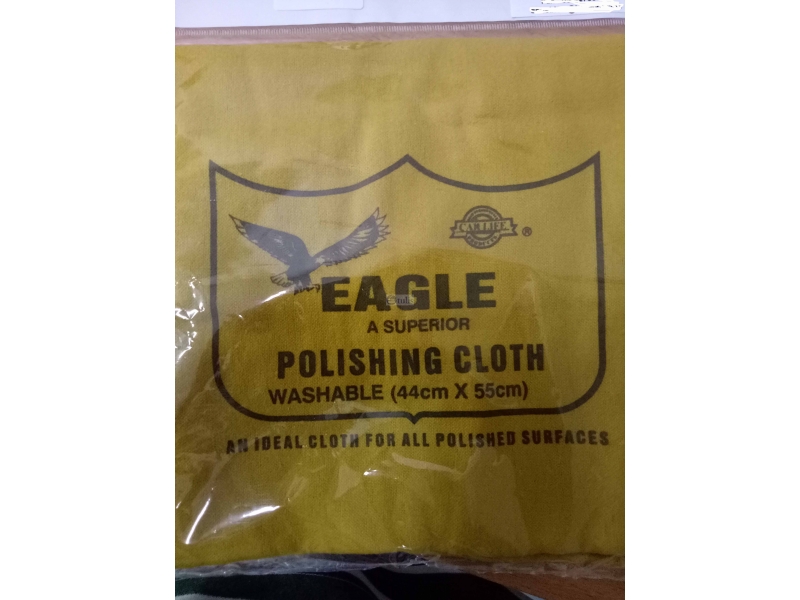 CAR LIFE
®
EAGLE
A SUPERIOR
POLISHING CLOTH
WASHABLE (44cm X 55cm)
AN IDEAL CLOTH FOR ALL POLISHED SURFACES